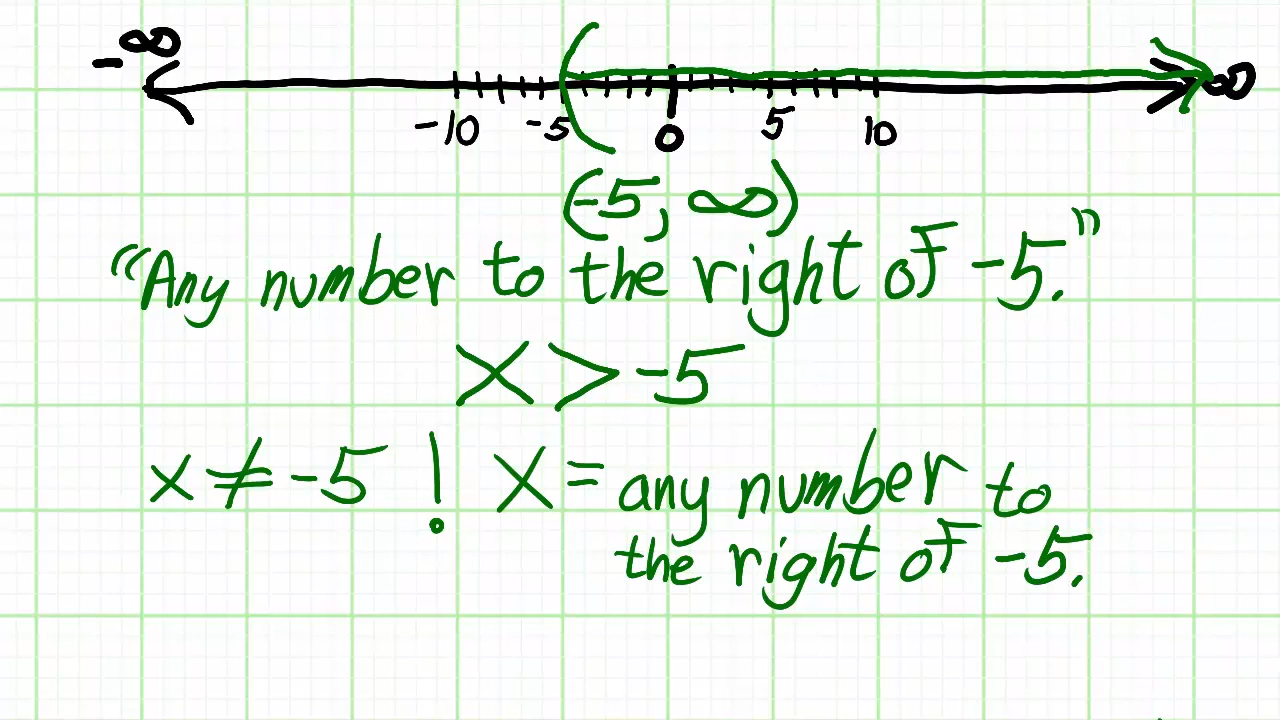 -∞ ∞
-10 -5 0 5 10
(-5, ∞)
“Any number to the right of -5.”
X > -5
x ≠ -5 ! X = any number to
the right of -5.